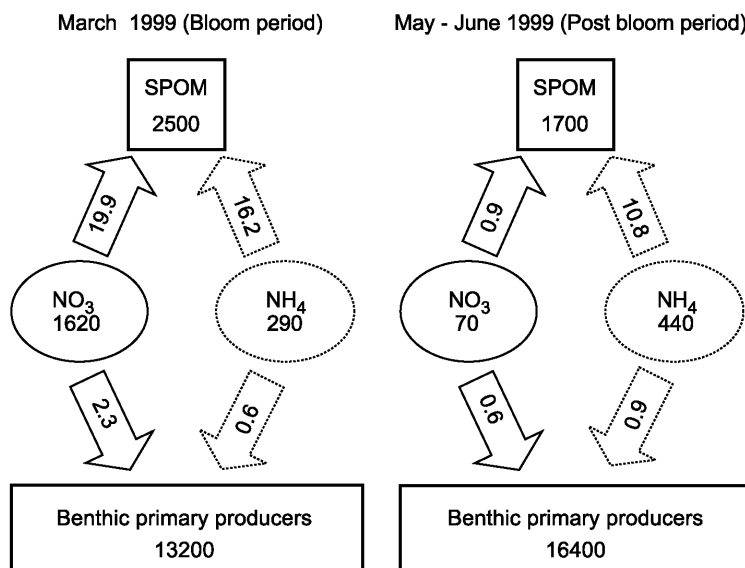 March 1999 (Bloom period)
SPOM
2500
19.9
16.2
NO3
1620
NH4
290
2.3
0.6
Benthic primary producers
13200
May - June 1999 (Post bloom period)
SPOM
1700
0.9
10.8
NO3
70
NH4
440
0.6
0.9
Benthic primary producers
16400